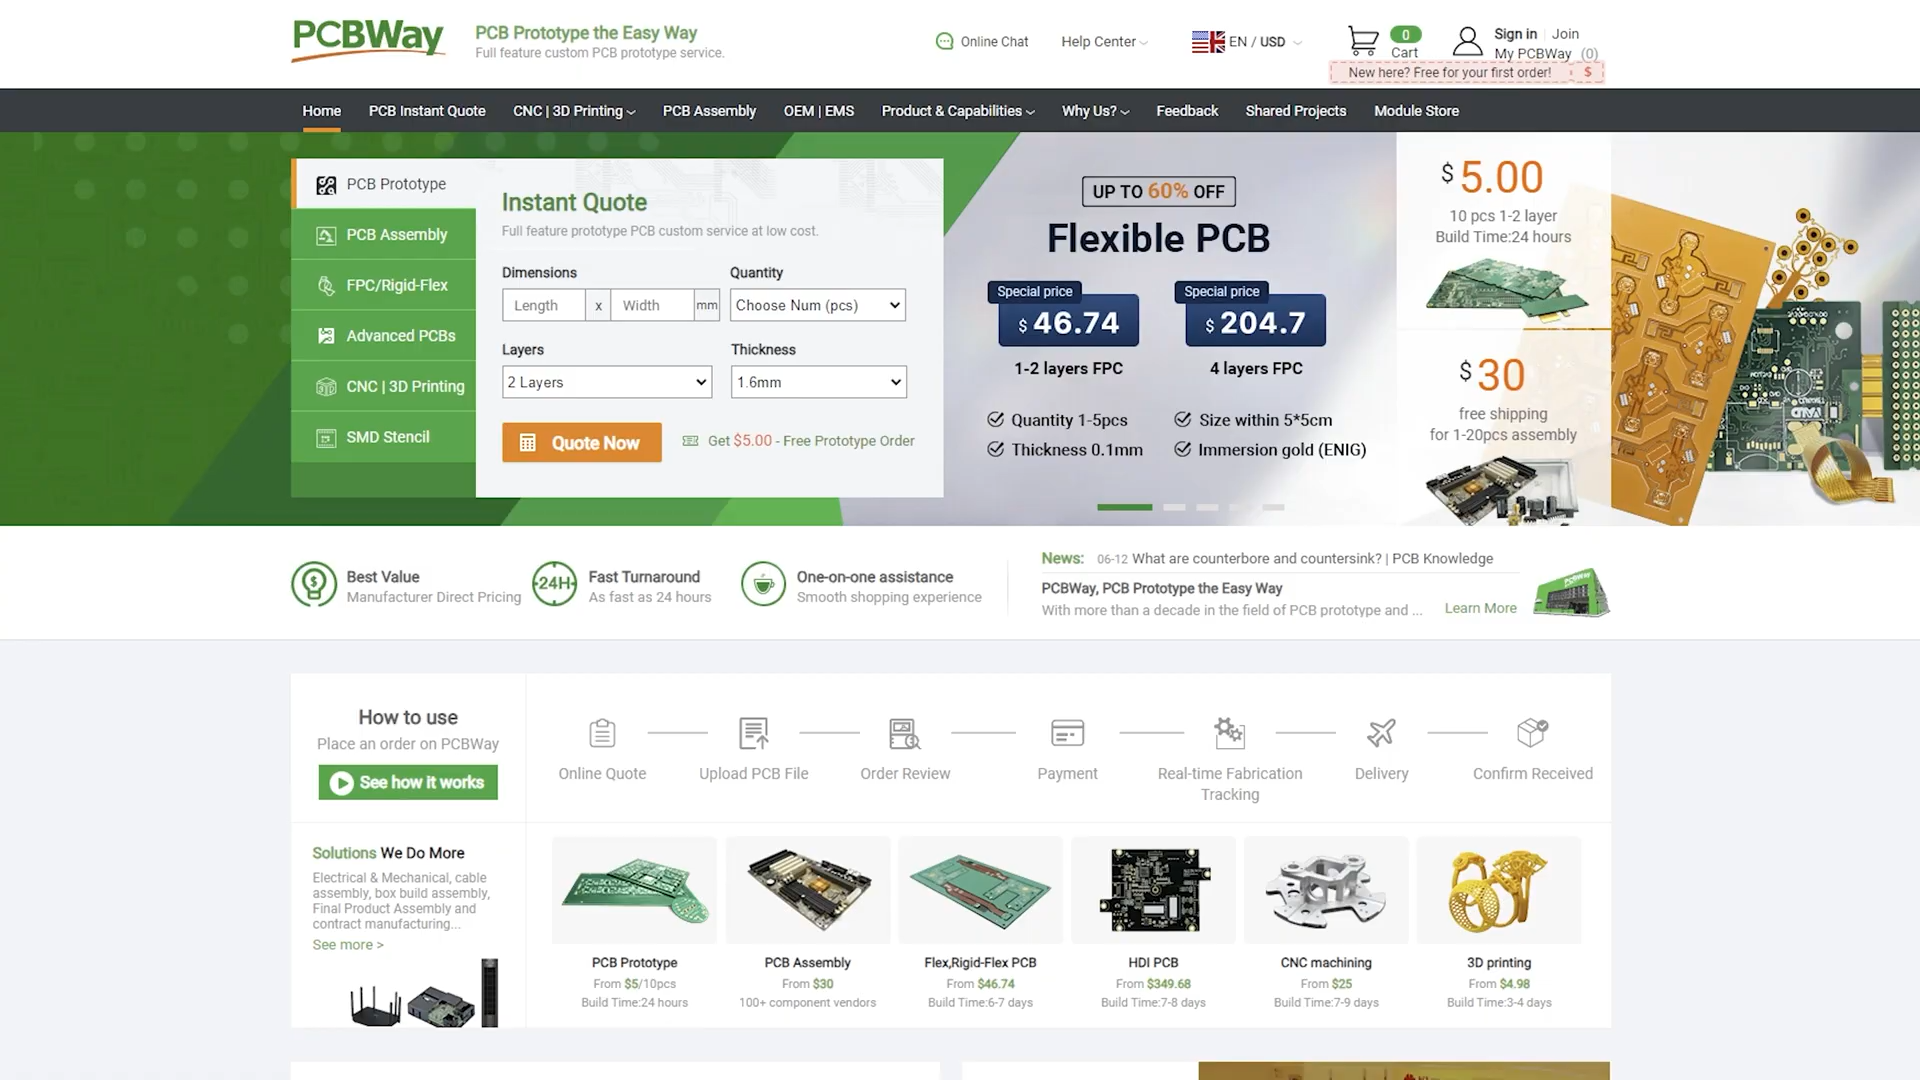 PCBWay
PCB Prototype the Easy Way
Full feature custom PCB prototype service.
Online Chat
Help Center
EN / USD
0
Cart
Sign in | Join
My PCBWay (0)
New here? Free for your first order! $
Home
PCB Instant Quote
CNC | 3D Printing
PCB Assembly
OEM | EMS
Product & Capabilities
Why Us?
Feedback
Shared Projects
Module Store
PCB Prototype
PCB Assembly
FPC/Rigid-Flex
Advanced PCBs
CNC | 3D Printing
SMD Stencil
Instant Quote
Full feature prototype PCB custom service at low cost.
Dimensions
Quantity
Length x Width mm
Choose Num (pcs)
Layers
Thickness
2 Layers
1.6mm
Quote Now
Get $5.00 - Free Prototype Order
UP TO 60% OFF
Flexible PCB
Special price
$ 46.74
1-2 layers FPC
Special price
$ 204.7
4 layers FPC
Quantity 1-5pcs
Size within 5*5cm
Thickness 0.1mm
Immersion gold (ENIG)
$ 5.00
10 pcs 1-2 layer
Build Time:24 hours
$ 30
free shipping
for 1-20pcs assembly
Best Value
Manufacturer Direct Pricing
24H
Fast Turnaround
As fast as 24 hours
One-on-one assistance
Smooth shopping experience
News: 06-12 What are counterbore and countersink? | PCB Knowledge
PCBWay, PCB Prototype the Easy Way
With more than a decade in the field of PCB prototype and ...
Learn More
PCBWay
How to use
Place an order on PCBWay
See how it works
Online Quote
Upload PCB File
Order Review
Payment
Real-time Fabrication
Tracking
Delivery
Confirm Received
Solutions We Do More
Electrical & Mechanical, cable
assembly, box build assembly,
Final Product Assembly and
contract manufacturing...
See more >
PCB Prototype
From $5/10pcs
Build Time:24 hours
PCB Assembly
From $30
100+ component vendors
Flex,Rigid-Flex PCB
From $46.74
Build Time:6-7 days
HDI PCB
From $349.68
Build Time:7-8 days
CNC machining
From $25
Build Time:7-9 days
3D printing
From $4.98
Build Time:3-4 days